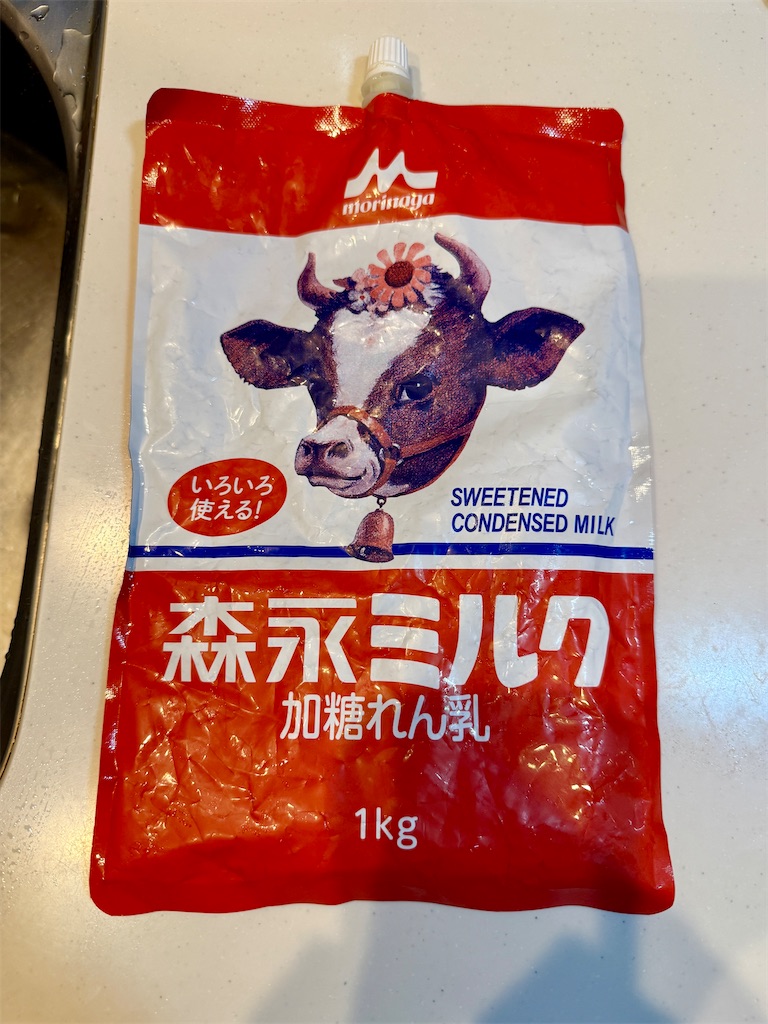 morinaga
いろいろ
使える!
SWEETENED
CONDENSED MILK
森永ミルク
加糖れん乳
1kg